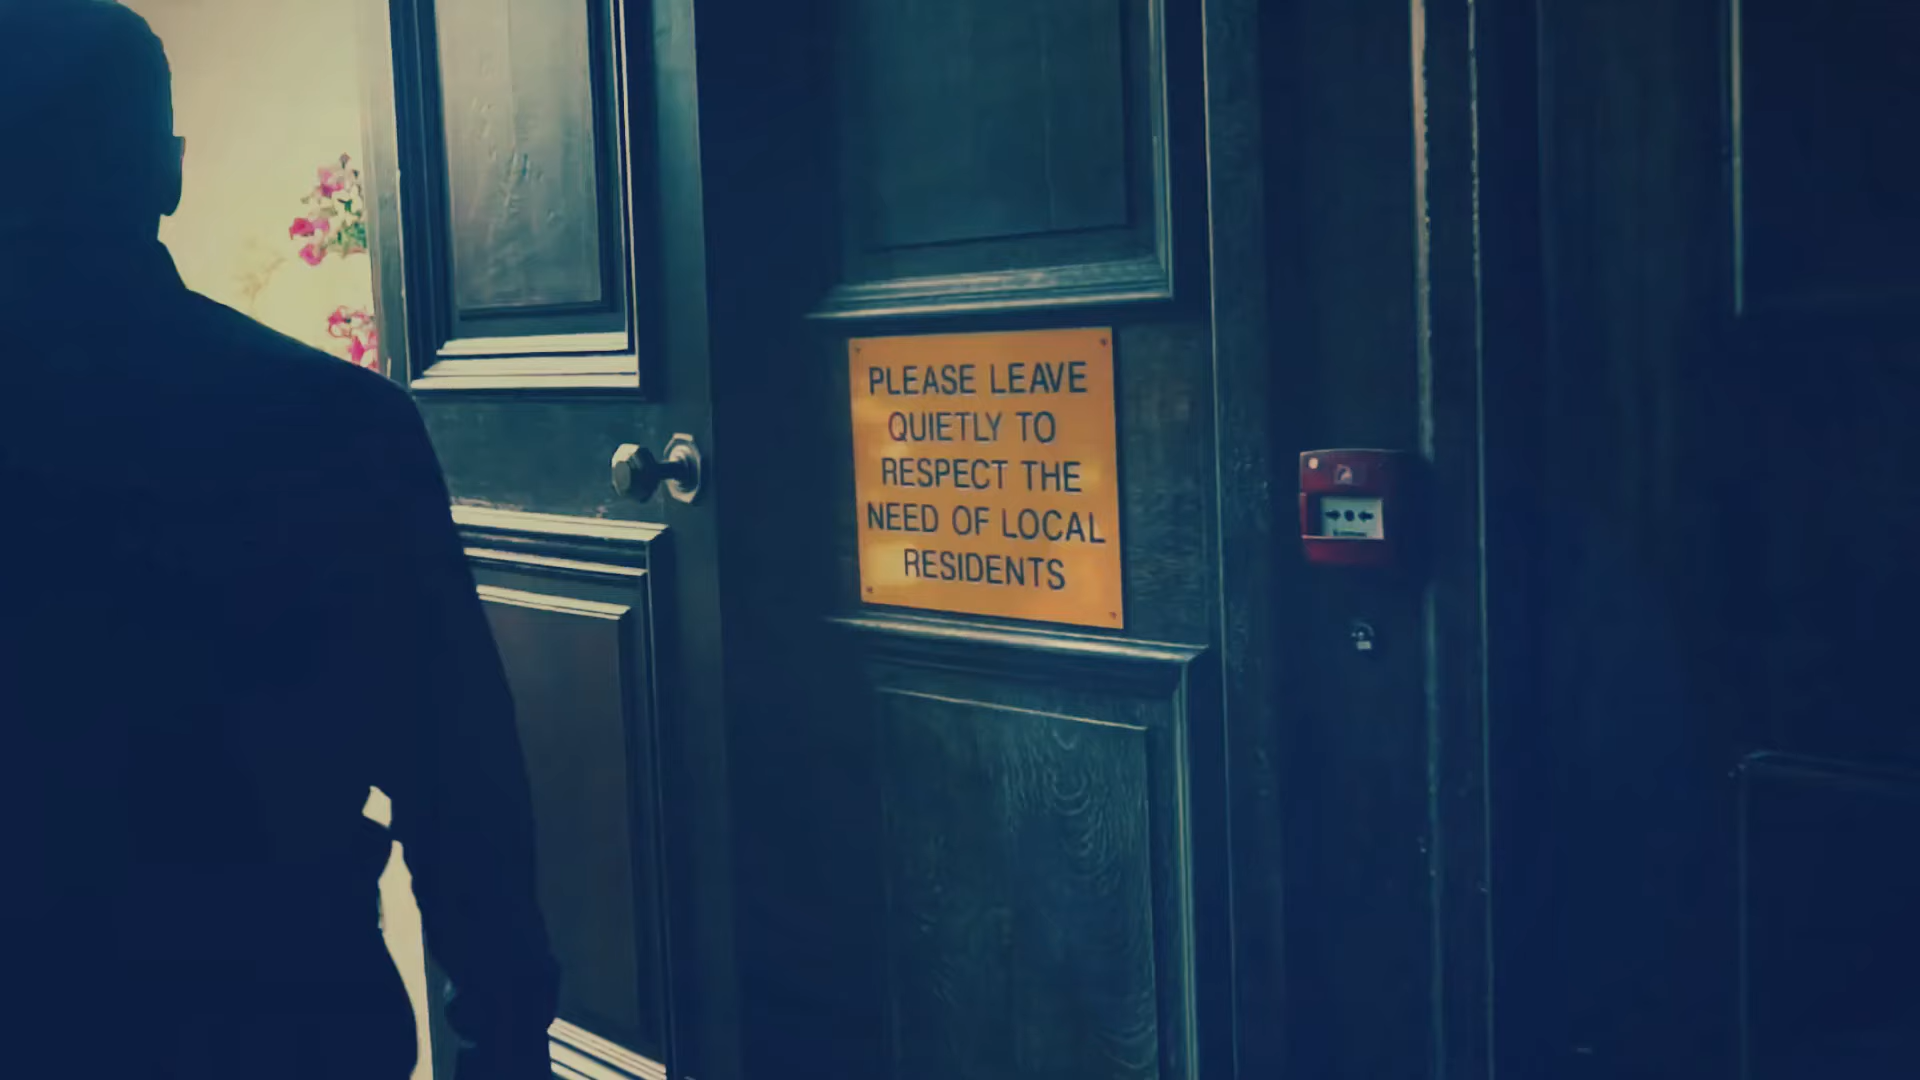 PLEASE LEAVE
QUIETLY TO
RESPECT THE
NEED OF LOCAL
RESIDENTS